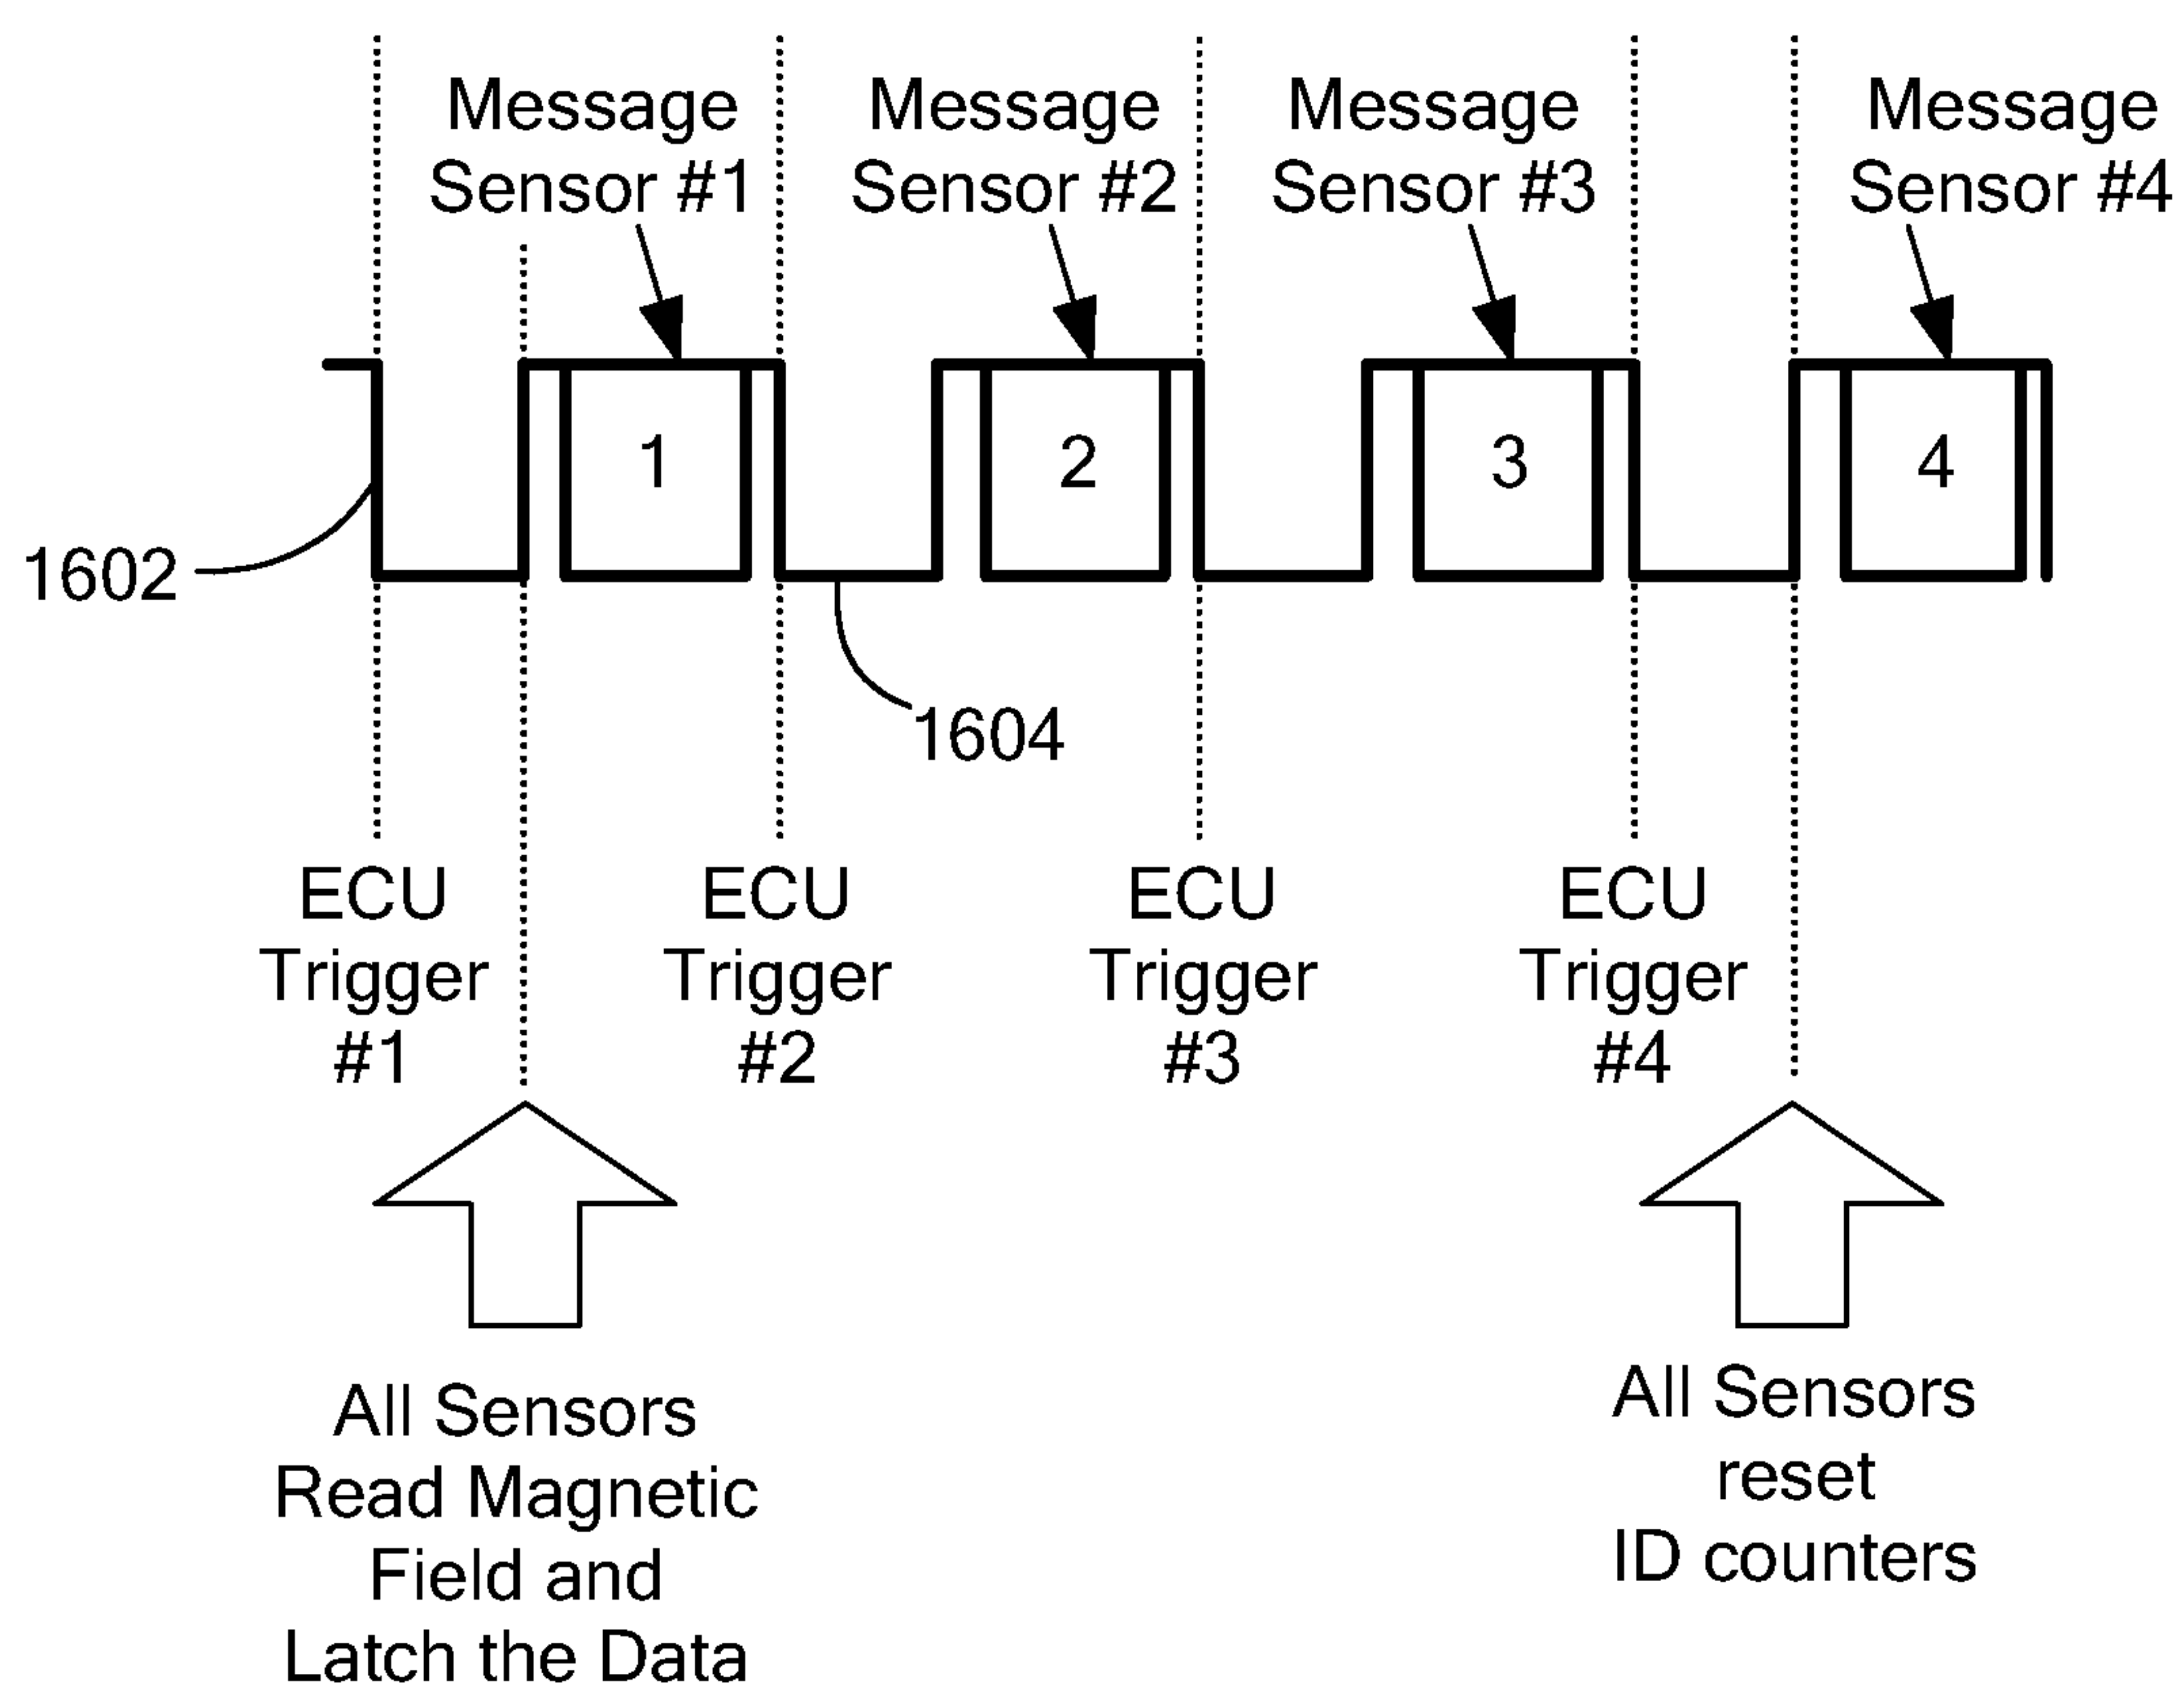 Message
Sensor #1
Message
Sensor #2
Message
Sensor #3
Message
Sensor #4
1
2
3
4
1602
1604
ECU
Trigger
#1
ECU
Trigger
#2
ECU
Trigger
#3
ECU
Trigger
#4
All Sensors
Read Magnetic
Field and
Latch the Data
All Sensors
reset
ID counters